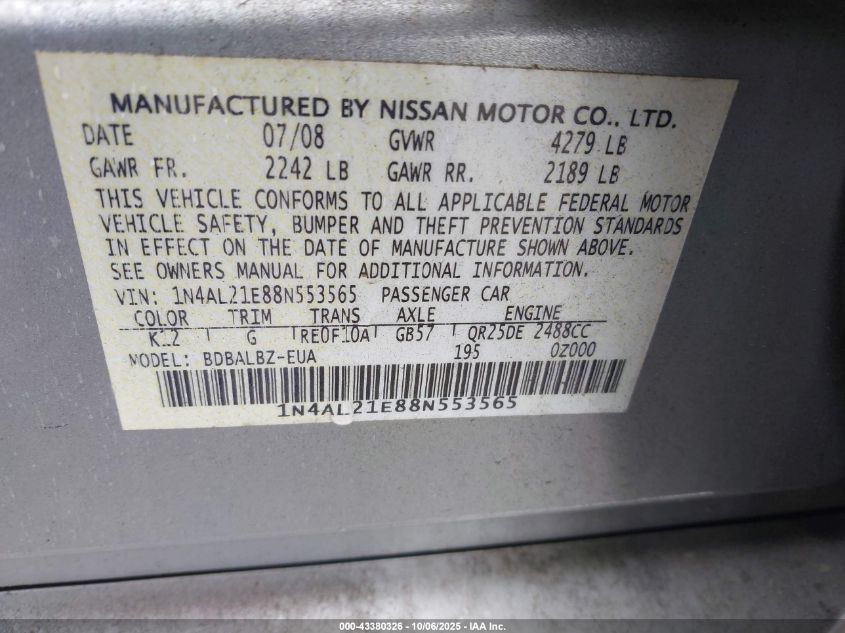 MANUFACTURED BY NISSAN MOTOR CO., LTD.
DATE 07/08 GVWR 4279 LB
GAWR FR. 2242 LB GAWR RR. 2189 LB
THIS VEHICLE CONFORMS TO ALL APPLICABLE FEDERAL MOTOR
VEHICLE SAFETY, BUMPER AND THEFT PREVENTION STANDARDS
IN EFFECT ON THE DATE OF MANUFACTURE SHOWN ABOVE.
SEE OWNERS MANUAL FOR ADDITIONAL INFORMATION.
VIN: 1N4AL21E88N553565 PASSENGER CAR
COLOR TRIM TRANS AXLE ENGINE
K12 G RE0F10A GB57 QR25DE 2488CC
MODEL: BDBALBZ-EUA 195 0Z000
1N4AL21E88N553565
000-43380326 - 10/06/2025 - IAA Inc.